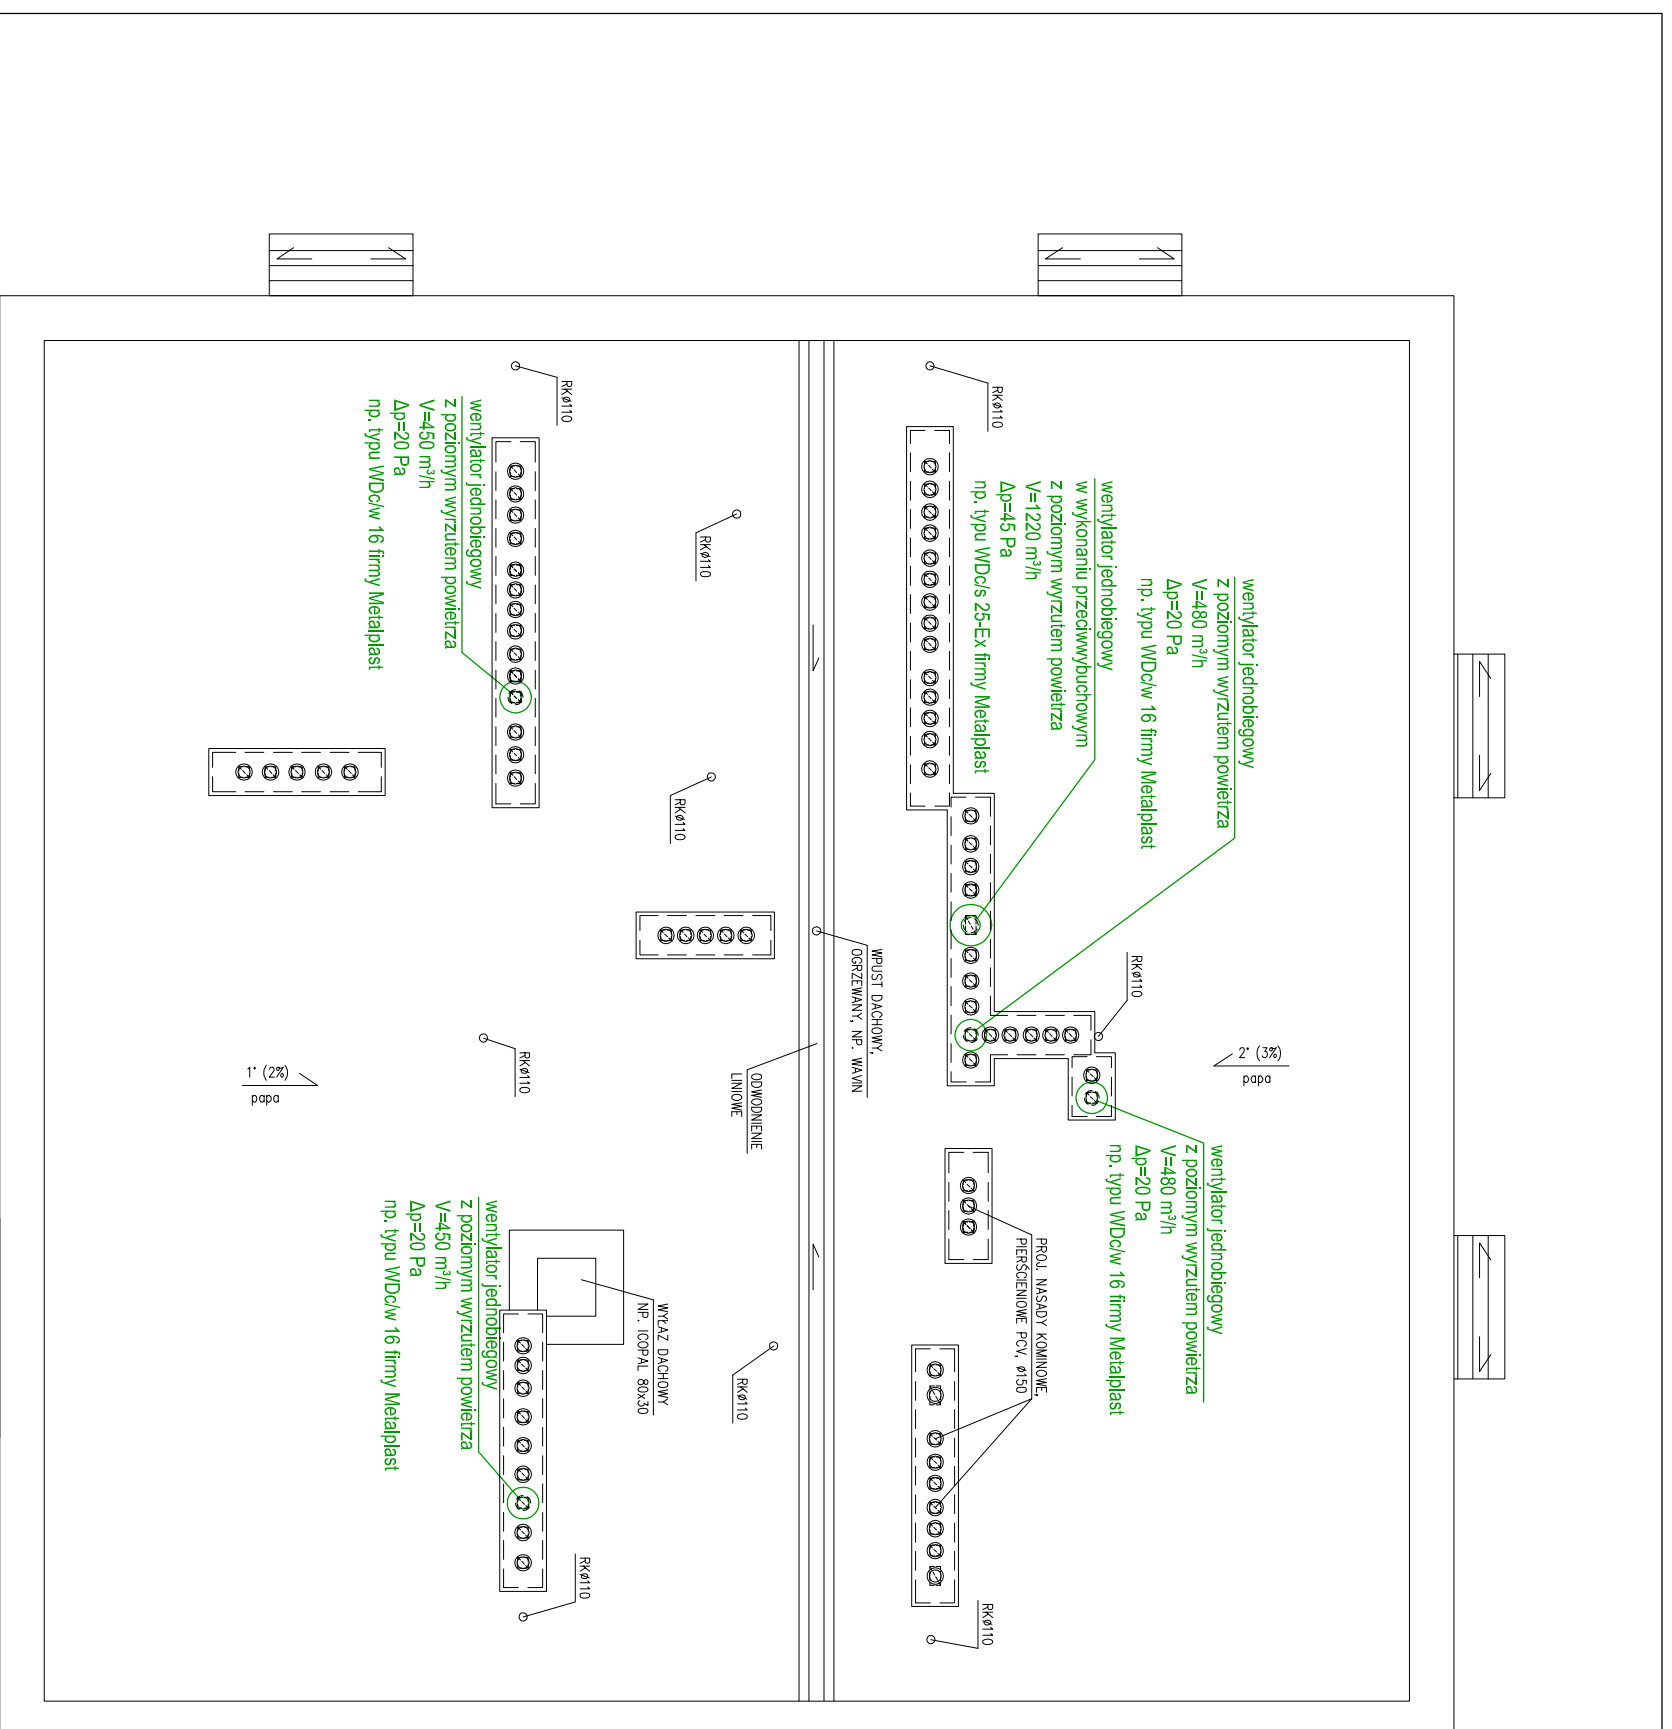 wentylator jednobiegowy
z poziomym wyrzutem powietrza
V=480 m³/h
Δp=20 Pa
np. typu WDc/w 16 firmy Metalplast
wentylator jednobiegowy
w wykonaniu przeciwwybuchowym
z poziomym wyrzutem powietrza
V=1220 m³/h
Δp=45 Pa
np. typu WDc/s 25-Ex firmy Metalplast
RKø110
RKø110
2° (3%)
papa
wentylator jednobiegowy
z poziomym wyrzutem powietrza
V=480 m³/h
Δp=20 Pa
np. typu WDc/w 16 firmy Metalplast
PROJ. NASADY KOMINOWE,
PIERŚCIENIOWE PCV, ø150
RKø110
WPUST DACHOWY,
OGRZEWANY, NP. WAVIN
ODWODNIENIE
LINIOWE
RKø110
RKø110
RKø110
wentylator jednobiegowy
z poziomym wyrzutem powietrza
V=450 m³/h
Δp=20 Pa
np. typu WDc/w 16 firmy Metalplast
RKø110
1° (2%)
papa
RKø110
WYŁAZ DACHOWY
NP. ICOPAL 80x30
RKø110
wentylator jednobiegowy
z poziomym wyrzutem powietrza
V=450 m³/h
Δp=20 Pa
np. typu WDc/w 16 firmy Metalplast